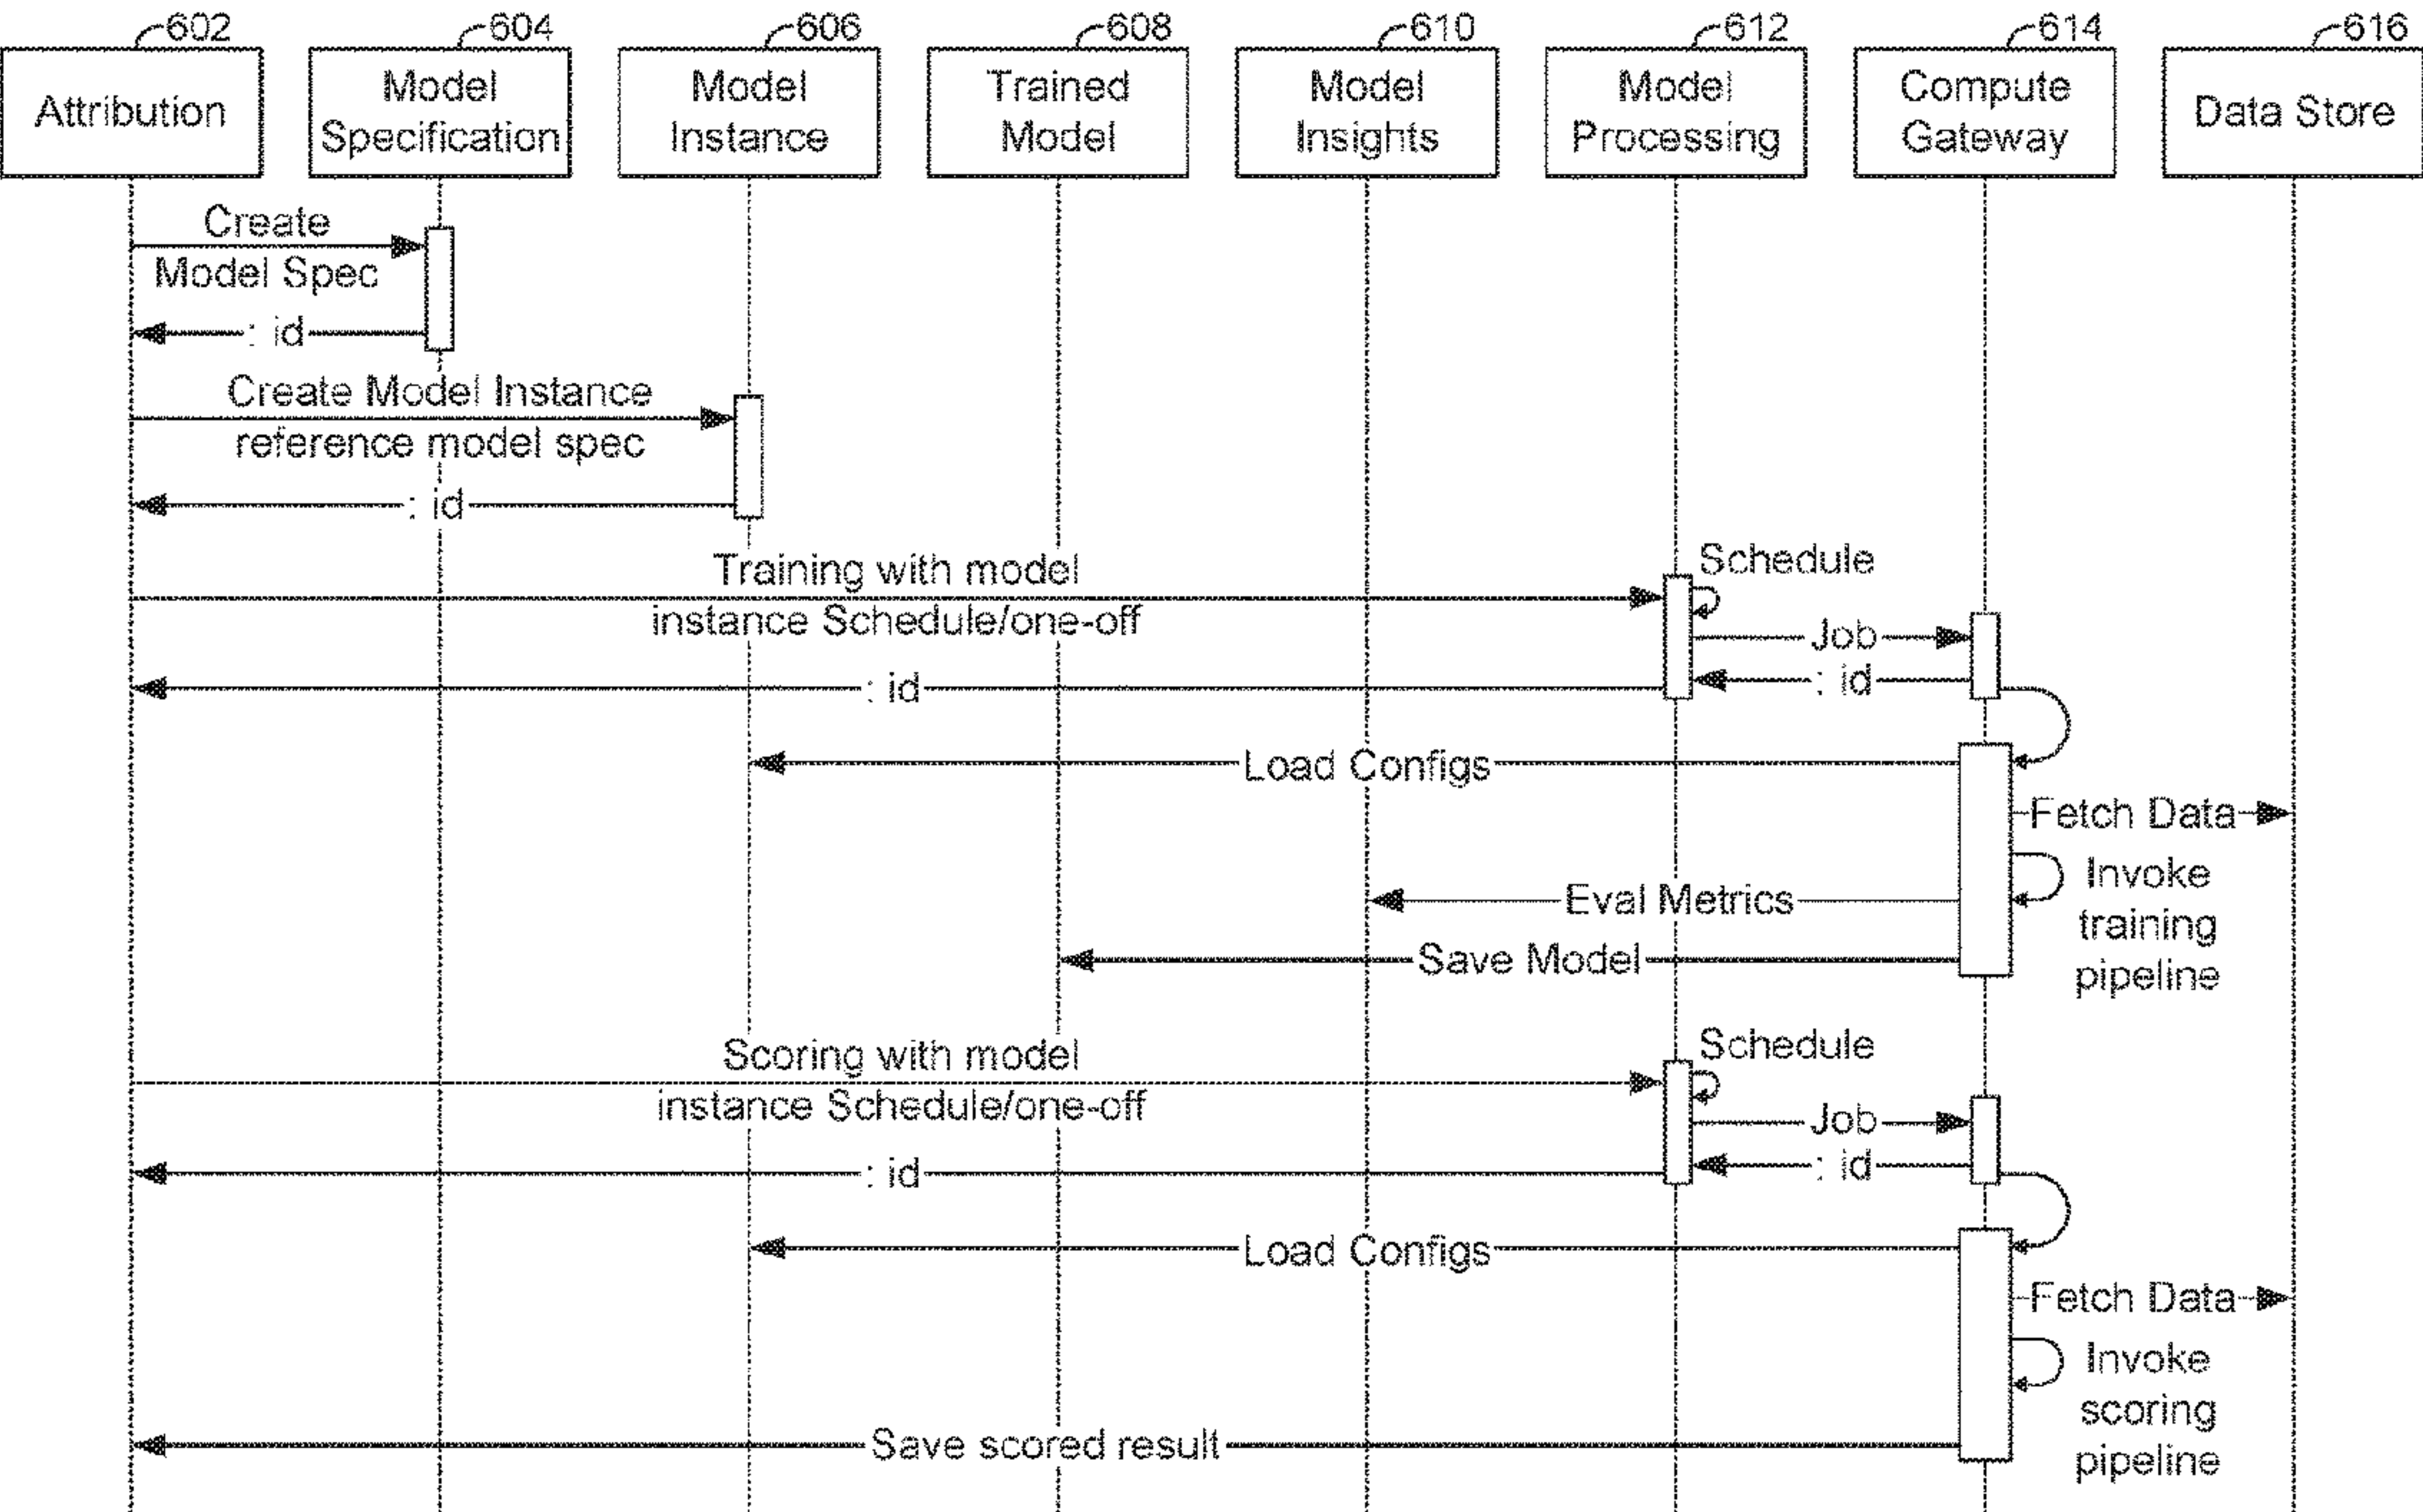 602
604
606
608
610
612
614
616
Attribution
Model
Specification
Model
Instance
Trained
Model
Model
Insights
Model
Processing
Compute
Gateway
Data Store
Create
Model Spec
: id
Create Model Instance
reference model spec
: id
Training with model
instance Schedule/one-off
Schedule
Job
: id
: id
Load Configs
Fetch Data
Invoke
training
pipeline
Eval Metrics
Save Model
Scoring with model
instance Schedule/one-off
Schedule
Job
: id
: id
Load Configs
Fetch Data
Invoke
scoring
pipeline
Save scored result